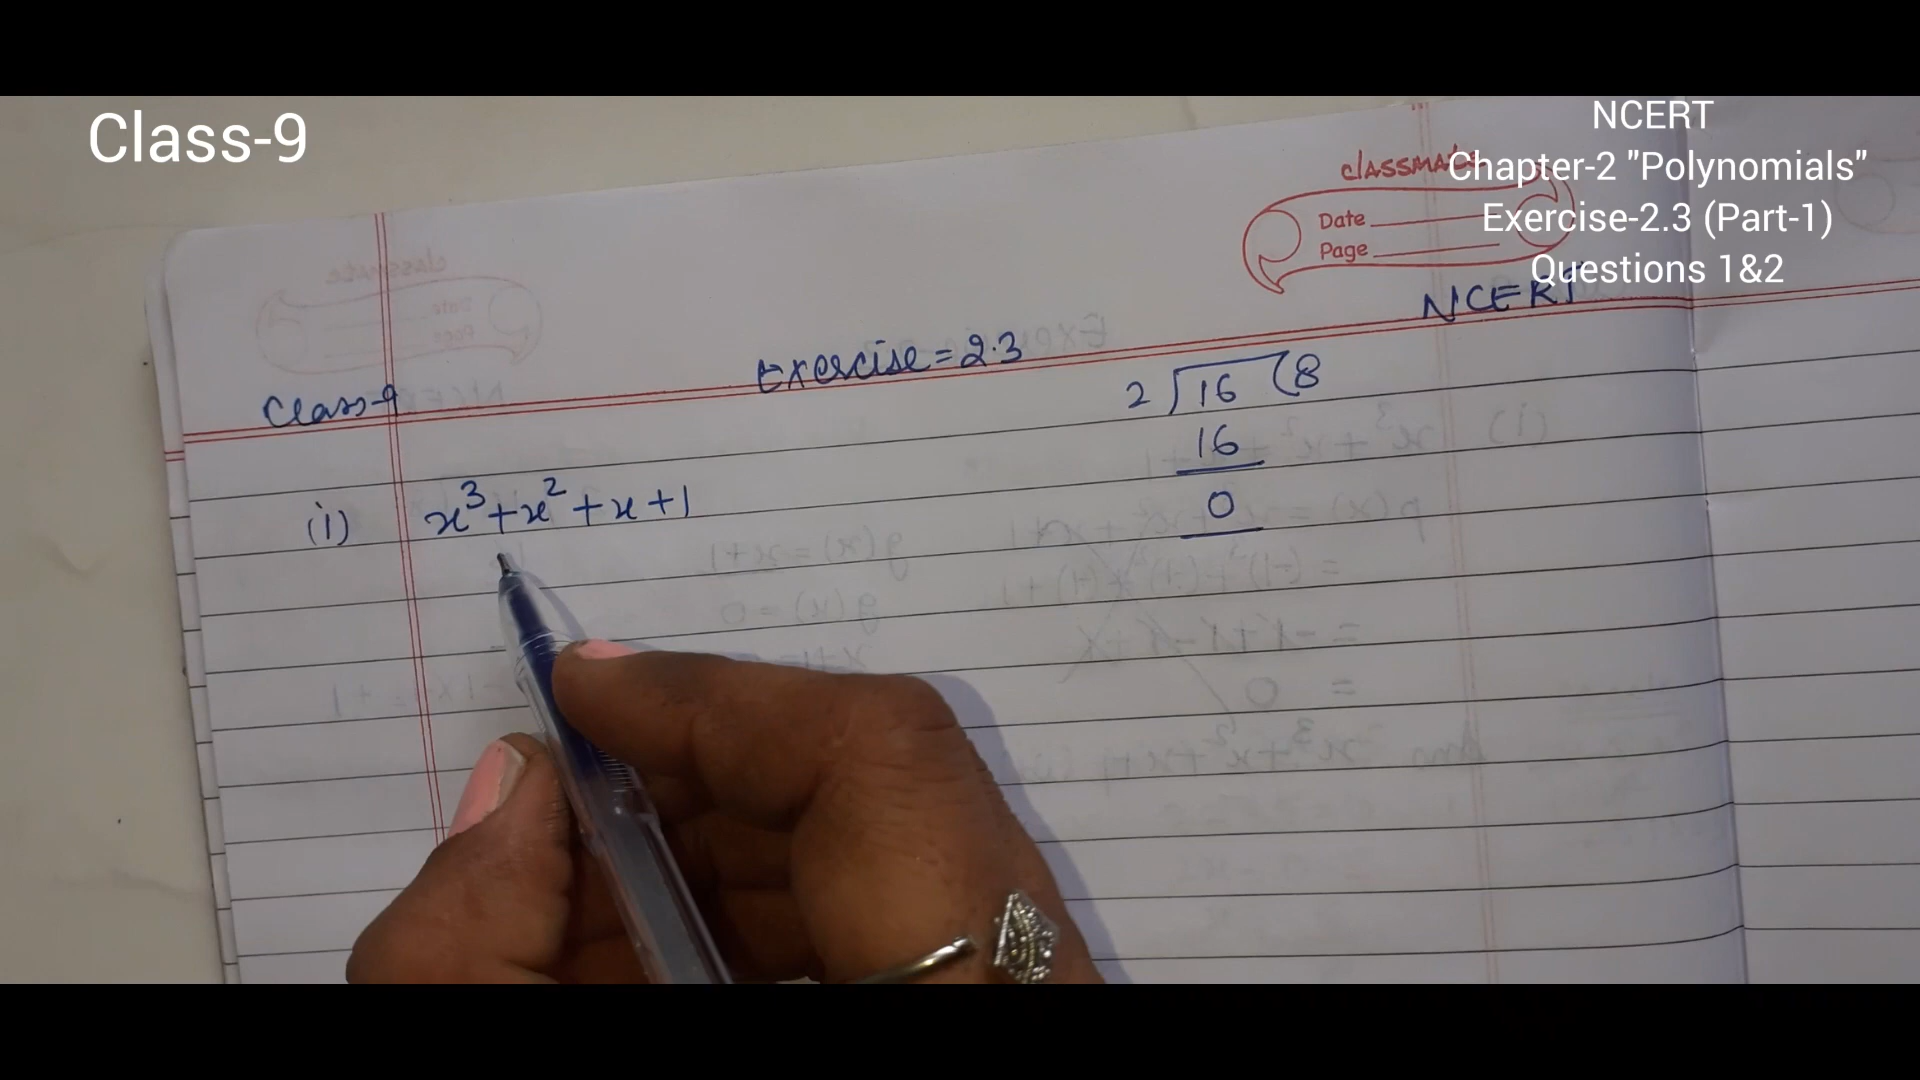 Class-9
NCERT
Chapter-2 "Polynomials"
Exercise-2.3 (Part-1)
Questions 1&2
classmate
Date
Page
NCERT
Exercise = 2.3
Class-9
2 16 8
16
0
(i) x³+x²+x+1